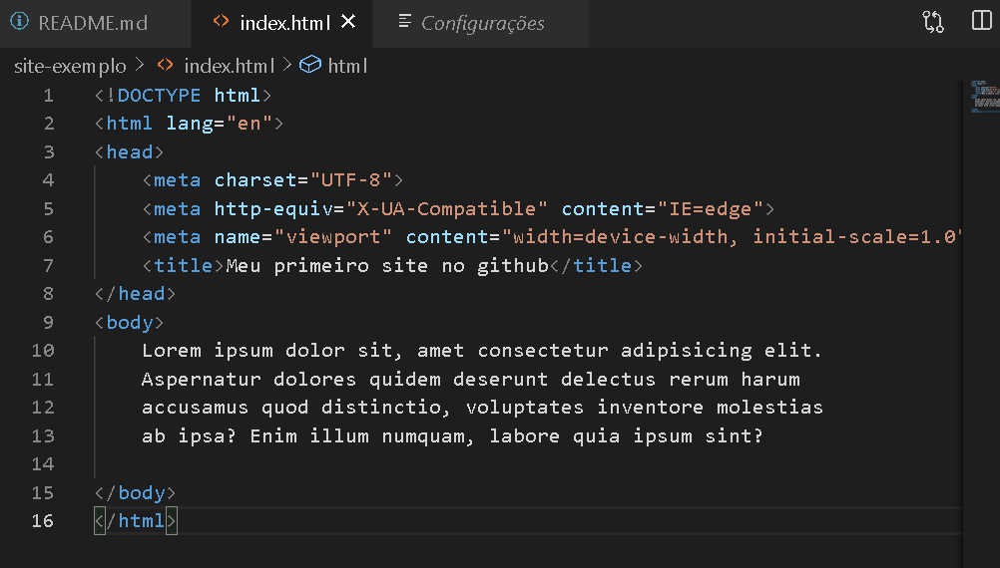 README.md index.html Configurações
site-exemplo index.html html
1 <!DOCTYPE html>
2 <html lang="en">
3 <head>
4 <meta charset="UTF-8">
5 <meta http-equiv="X-UA-Compatible" content="IE=edge">
6 <meta name="viewport" content="width=device-width, initial-scale=1.0"
7 <title>Meu primeiro site no github</title>
8 </head>
9 <body>
10 Lorem ipsum dolor sit, amet consectetur adipisicing elit.
11 Aspernatur dolores quidem deserunt delectus rerum harum
12 accusamus quod distinctio, voluptates inventore molestias
13 ab ipsa? Enim illum numquam, labore quia ipsum sint?
14
15 </body>
16 </html>